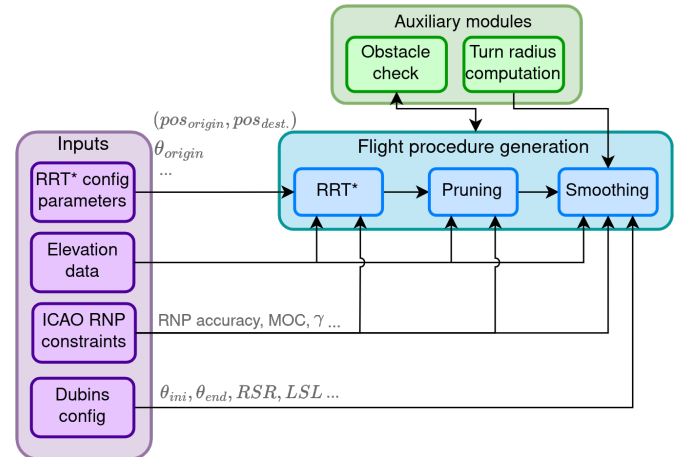 Auxiliary modules
Obstacle
check
Turn radius
computation
(pos_origin, pos_dest.)
θ_origin
...
Inputs
Flight procedure generation
RRT* config
parameters
RRT*
Pruning
Smoothing
Elevation
data
ICAO RNP
constraints
RNP accuracy, MOC, γ ...
Dubins
config
θ_ini, θ_end, RSR, LSL ...